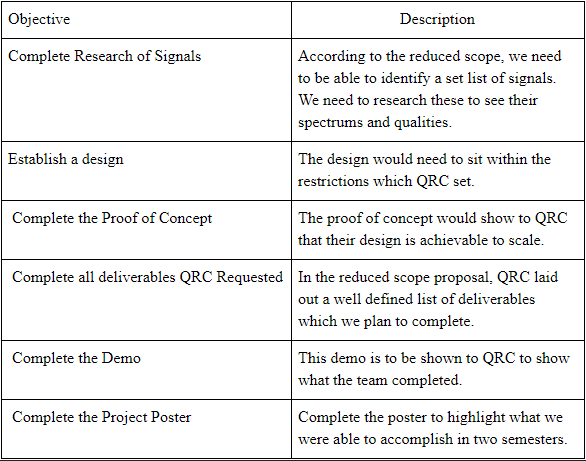 Objective Description
Complete Research of Signals According to the reduced scope, we need
to be able to identify a set list of signals.
We need to research these to see their
spectrums and qualities.
Establish a design The design would need to sit within the
restrictions which QRC set.
Complete the Proof of Concept The proof of concept would show to QRC
that their design is achievable to scale.
Complete all deliverables QRC Requested In the reduced scope proposal, QRC laid
out a well defined list of deliverables
which we plan to complete.
Complete the Demo This demo is to be shown to QRC to show
what the team completed.
Complete the Project Poster Complete the poster to highlight what we
were able to accomplish in two semesters.